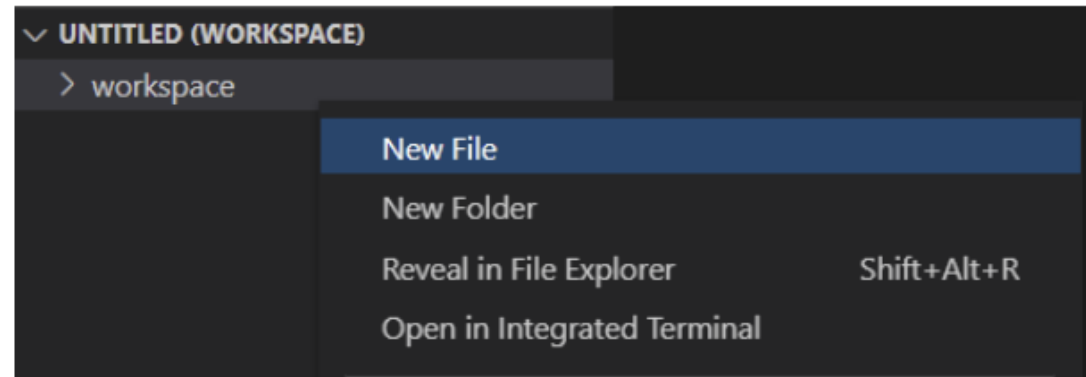 UNTITLED (WORKSPACE)
workspace
New File
New Folder
Reveal in File Explorer Shift+Alt+R
Open in Integrated Terminal